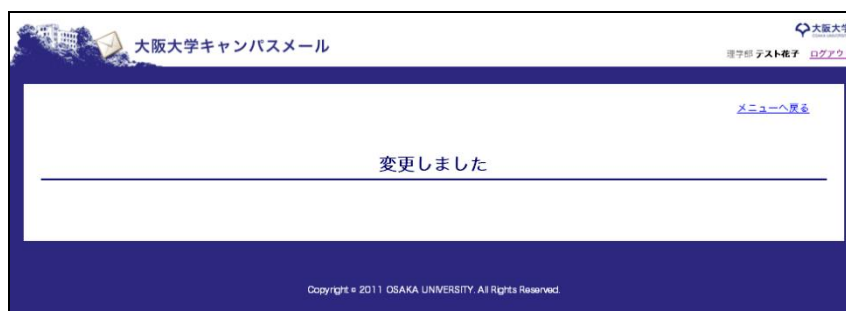 大阪大学キャンパスメール
大阪大学
理学部 テスト花子 ログアウ
メニューへ戻る
変更しました
Copyright © 2011 OSAKA UNIVERSITY. All Rights Reserved.